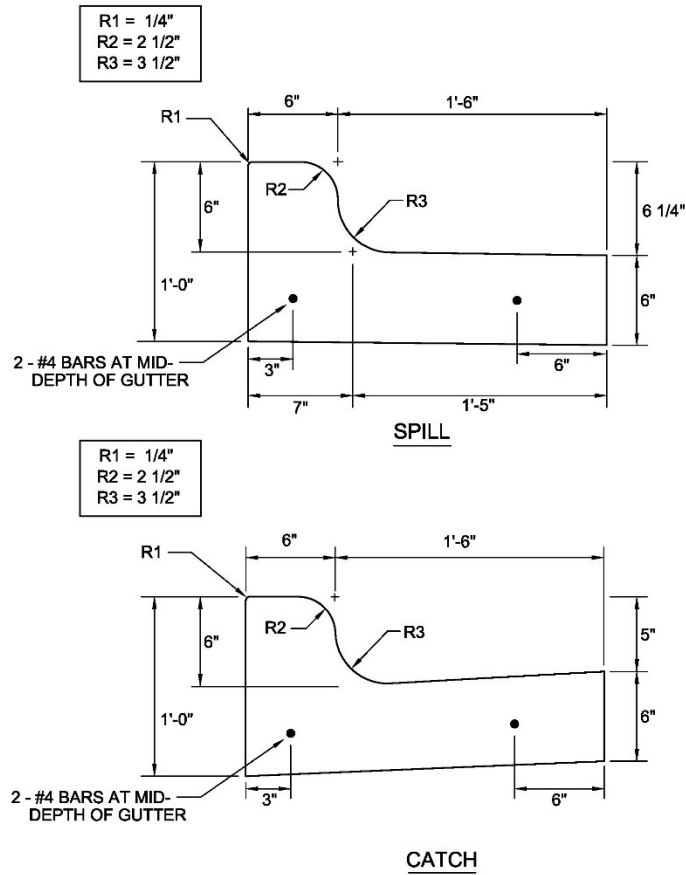 R1 = 1/4"
R2 = 2 1/2"
R3 = 3 1/2"
6"
1'-6"
R1
R2
R3
6"
6 1/4"
1'-0"
6"
2 - #4 BARS AT MID-
DEPTH OF GUTTER
3"
6"
7"
1'-5"
SPILL
R1 = 1/4"
R2 = 2 1/2"
R3 = 3 1/2"
6"
1'-6"
R1
R2
R3
5"
6"
1'-0"
6"
2 - #4 BARS AT MID-
DEPTH OF GUTTER
3"
6"
CATCH